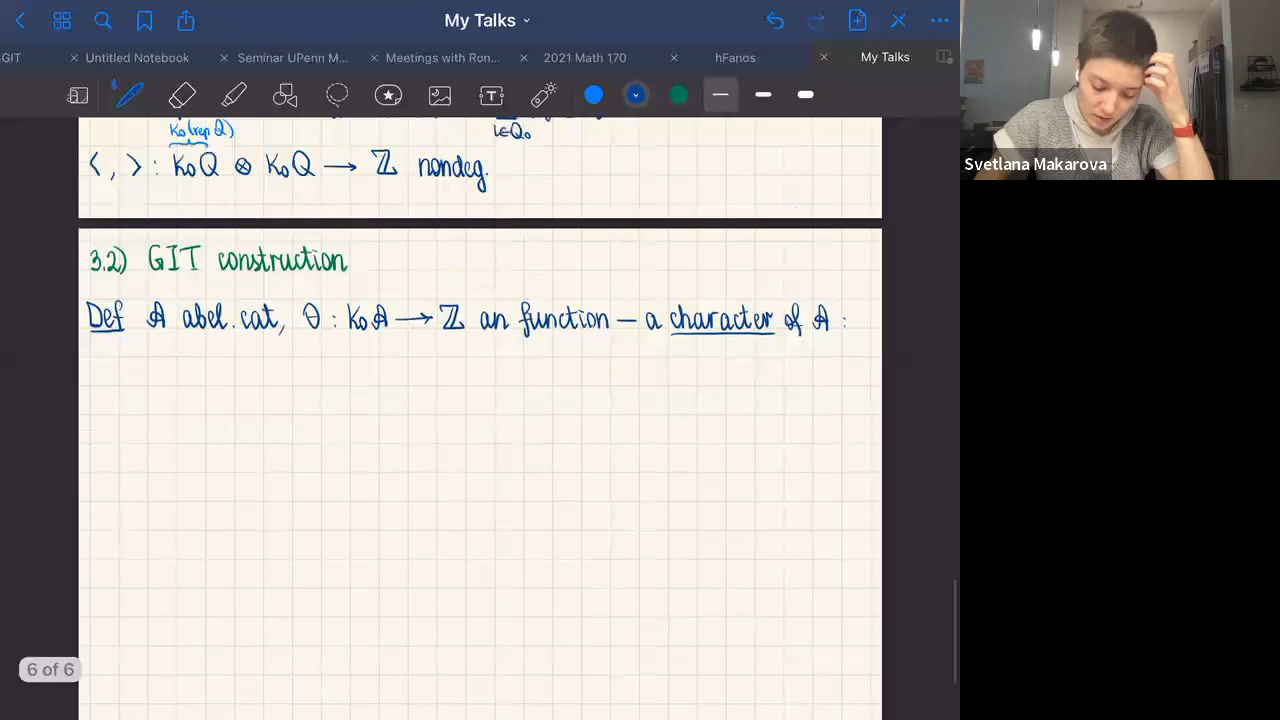 My Talks
GIT
Untitled Notebook
Seminar UPenn M...
Meetings with Ron...
2021 Math 170
hFanos
My Talks
K₀(rep Q)
i∈Q₀
⟨ , ⟩ : K₀Q ⊗ K₀Q ⟶ ℤ nondeg.
3.2) GIT construction
Def 𝔸 abel. cat, θ : K₀𝔸 ⟶ ℤ an function — a character of 𝔸 :
6 of 6
Svetlana Makarova